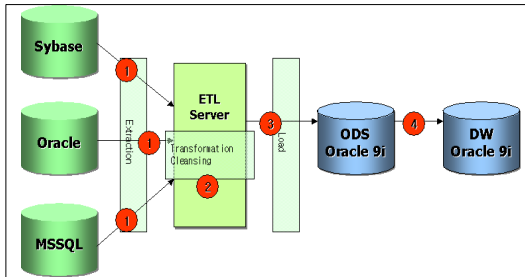 Sybase
1
Extraction
ETL
Server
Load
Oracle
1
Transformation
Cleansing
2
3
ODS
Oracle 9i
4
DW
Oracle 9i
MSSQL
1